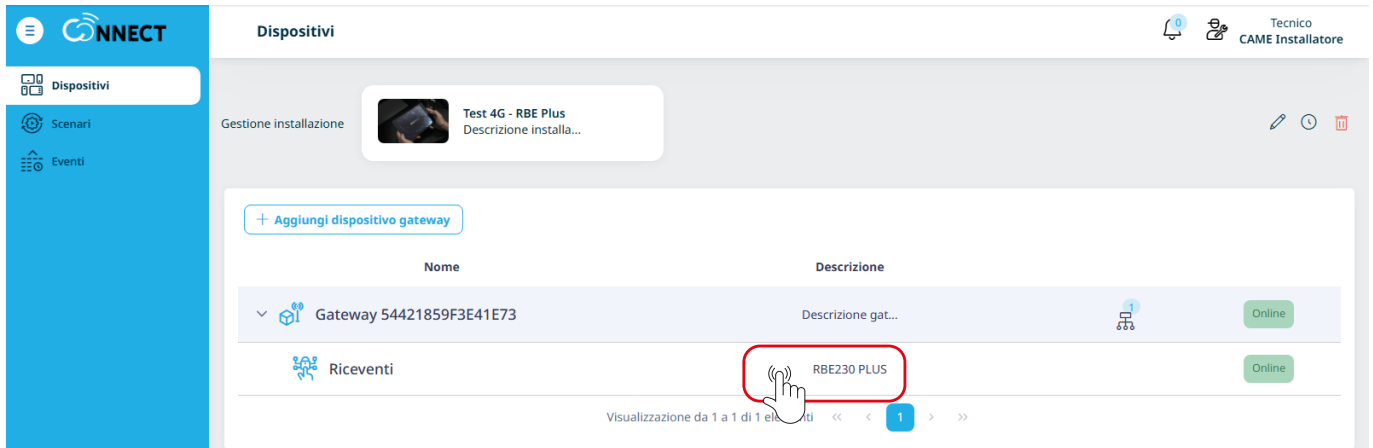 CONNECT
Dispositivi
0
Tecnico
CAME Installatore
Dispositivi
Scenari
Eventi
Gestione installazione
Test 4G - RBE Plus
Descrizione installa...
+ Aggiungi dispositivo gateway
Nome
Descrizione
Gateway 54421859F3E41E73
Descrizione gat...
1
Online
Riceventi
RBE230 PLUS
Online
Visualizzazione da 1 a 1 di 1 << < 1 > >>